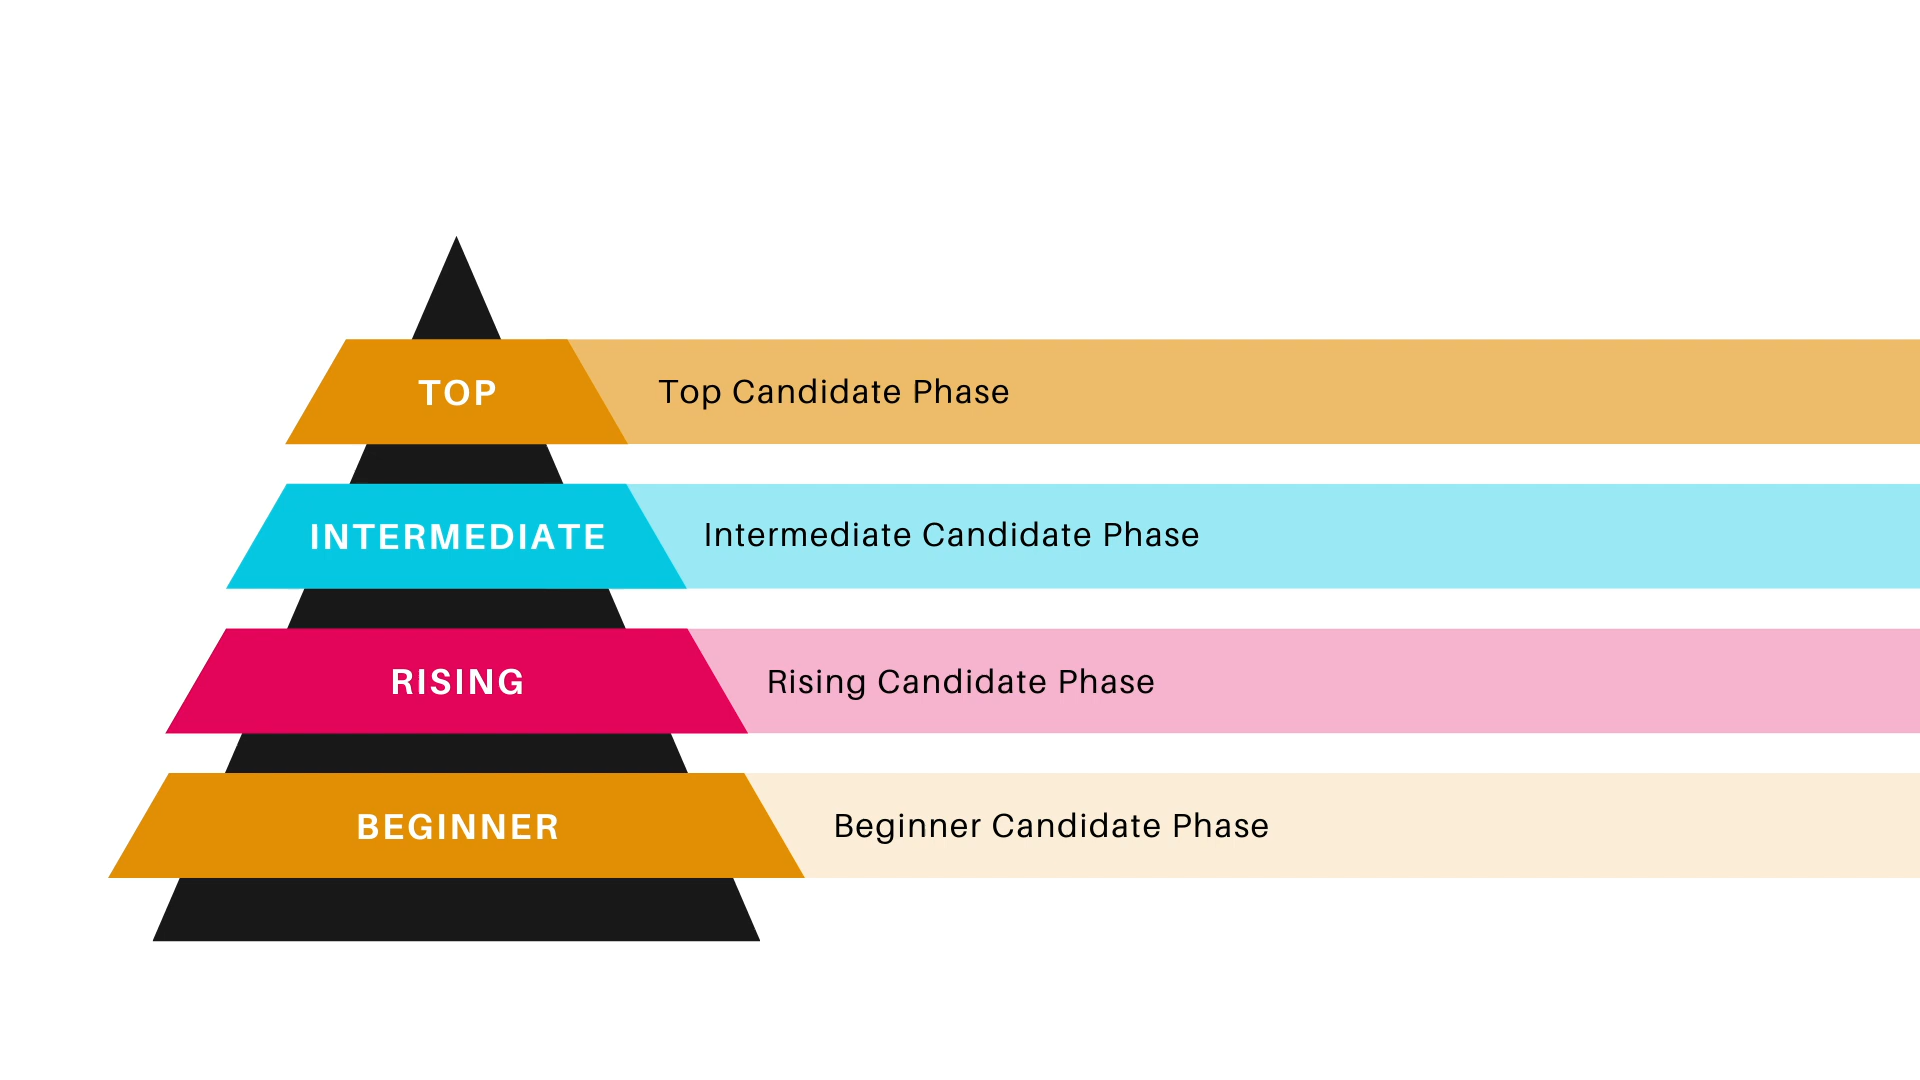 TOP
Top Candidate Phase
INTERMEDIATE
Intermediate Candidate Phase
RISING
Rising Candidate Phase
BEGINNER
Beginner Candidate Phase